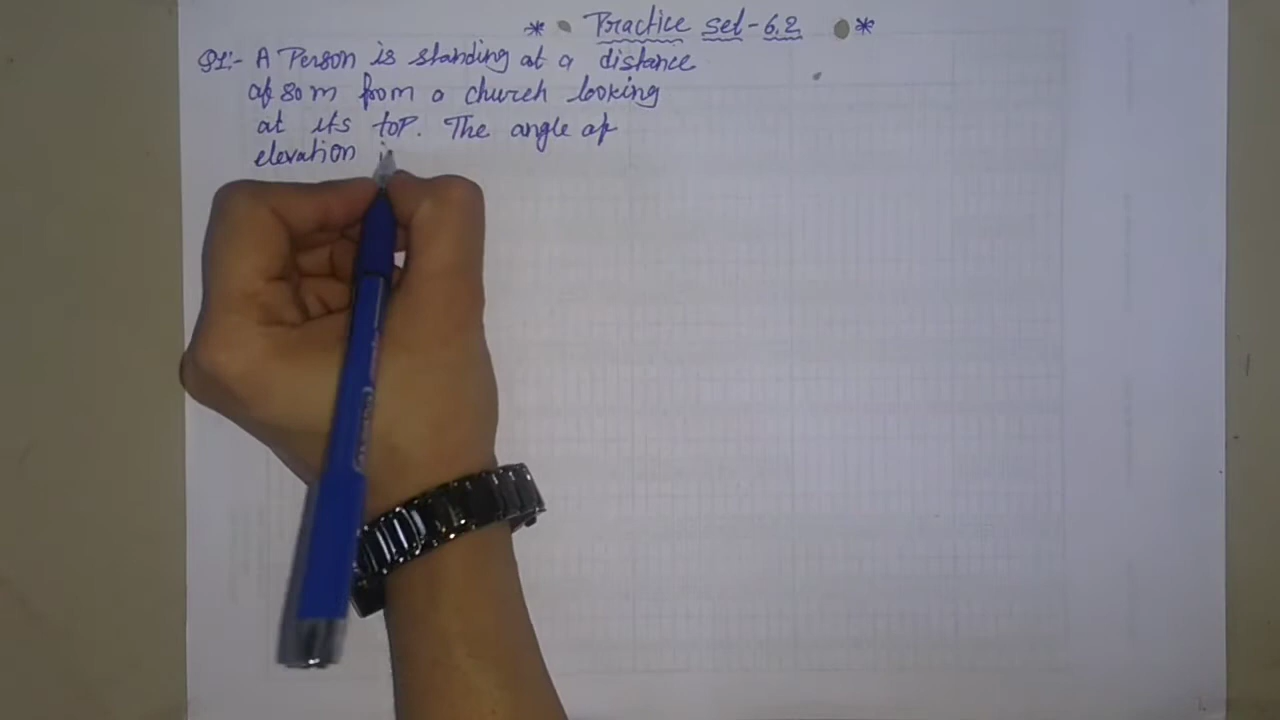 * • Practice set-6.2 • *
Q1:- A Person is standing at a distance
of 80 m from a church looking
at its top. The angle of
elevation i